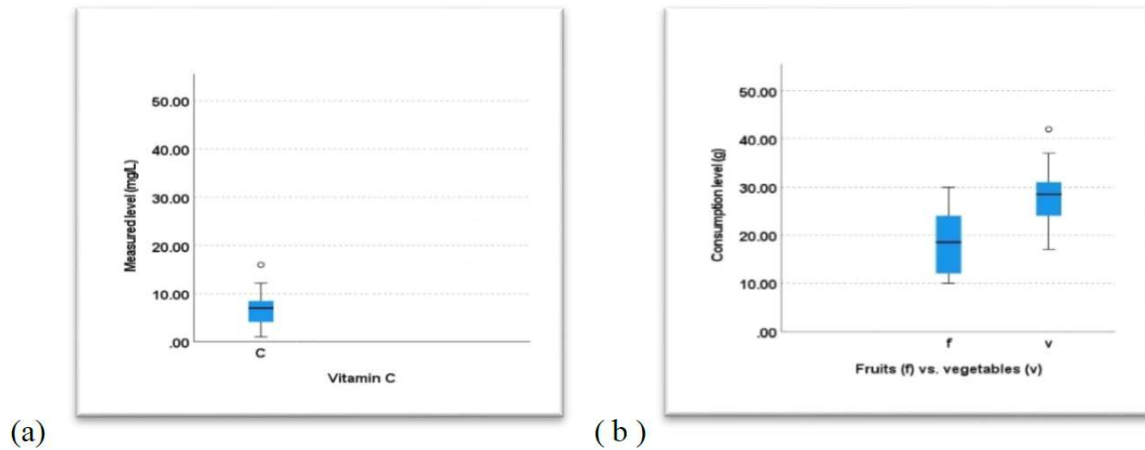 50.00
40.00
30.00
20.00
10.00
.00
Measured level (mg/L)
C
Vitamin C
(a)
50.00
40.00
30.00
20.00
10.00
.00
Consumption level (g)
f v
Fruits (f) vs. vegetables (v)
( b )